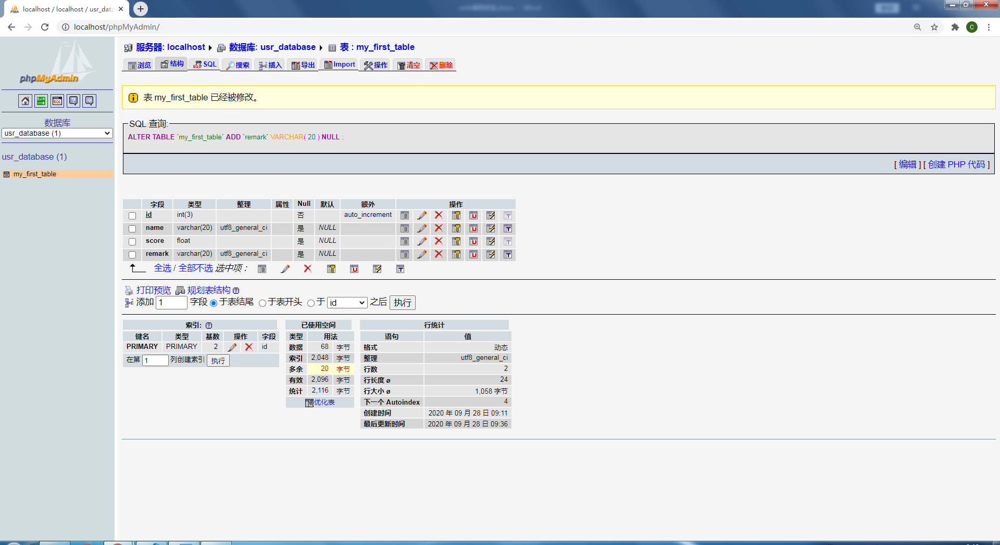 localhost / localhost / usr_data
localhost/phpMyAdmin/
C
phpMyAdmin
数据库
usr_database (1)
usr_database (1)
my_first_table
服务器: localhost 数据库: usr_database 表 : my_first_table
浏览 结构 SQL 搜索 插入 导出 Import 操作 清空 删除
表 my_first_table 已经被修改。
SQL 查询:
ALTER TABLE `my_first_table` ADD `remark` VARCHAR( 20 ) NULL ;
[ 编辑 ] [ 创建 PHP 代码 ]
字段 类型 整理 属性 Null 默认 额外 操作
id int(3) 否 auto_increment
name varchar(20) utf8_general_ci 是 NULL
score float 是 NULL
remark varchar(20) utf8_general_ci 是 NULL
全选 / 全部不选 选中项：
打印预览 规划表结构
添加 1 字段 于表结尾 于表开头 于 id 之后 执行
索引:
键名 类型 基数 操作 字段
PRIMARY PRIMARY 2 id
在第 1 列创建索引 执行
已使用空间
类型 用法
数据 68 字节
索引 2,048 字节
多余 20 字节
有效 2,096 字节
统计 2,116 字节
优化表
行统计
语句 值
格式 动态
整理 utf8_general_ci
行数 2
行长度 ø 24
行大小 ø 1,058 字节
下一个 Autoindex 4
创建时间 2020 年 09 月 28 日 09:11
最后更新时间 2020 年 09 月 28 日 09:36